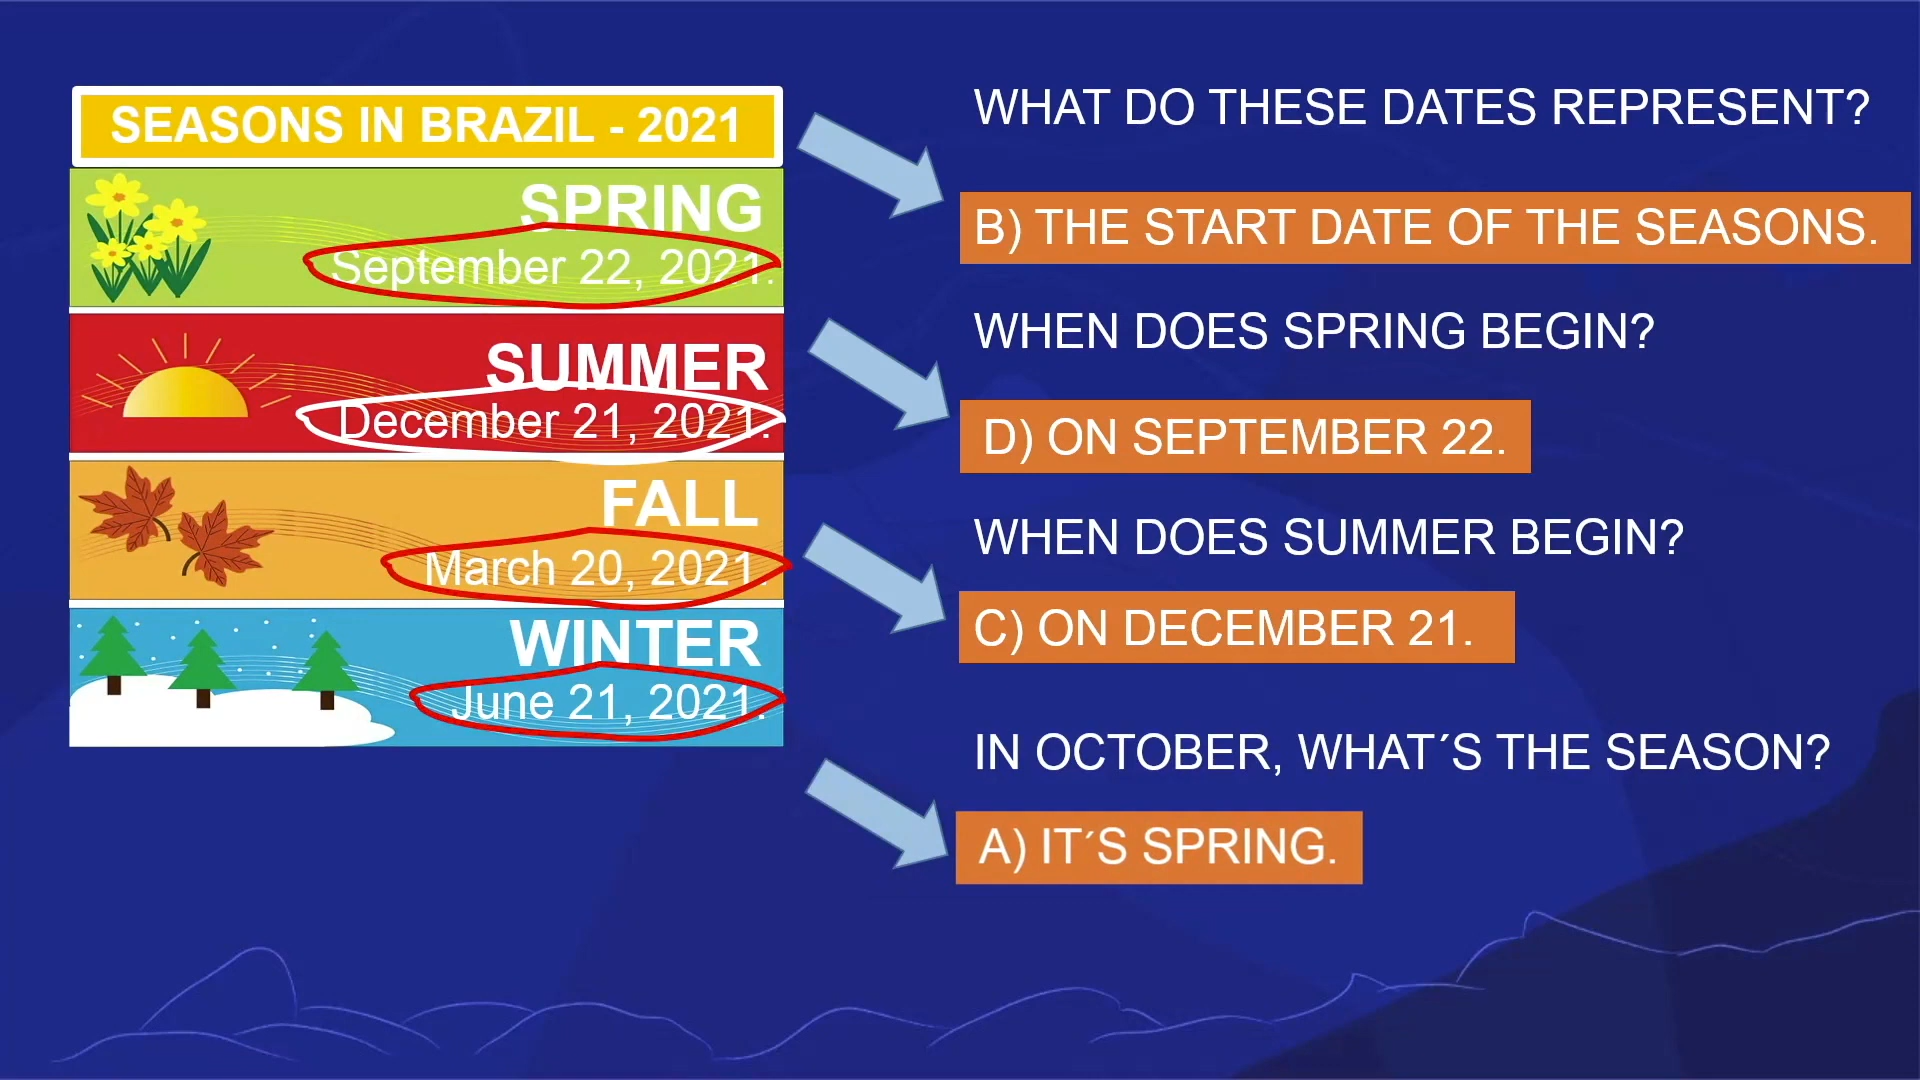 SEASONS IN BRAZIL - 2021
SPRING
September 22, 2021.
SUMMER
December 21, 2021.
FALL
March 20, 2021.
WINTER
June 21, 2021.
WHAT DO THESE DATES REPRESENT?
B) THE START DATE OF THE SEASONS.
WHEN DOES SPRING BEGIN?
D) ON SEPTEMBER 22.
WHEN DOES SUMMER BEGIN?
C) ON DECEMBER 21.
IN OCTOBER, WHAT´S THE SEASON?
A) IT´S SPRING.